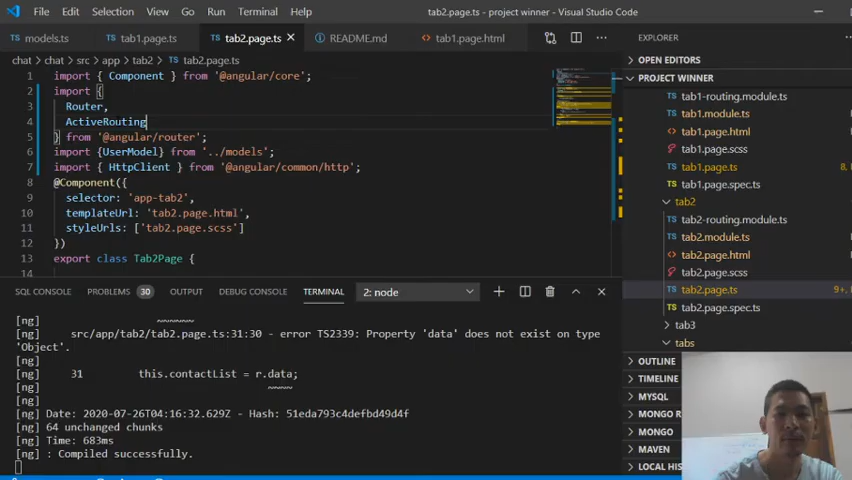 File Edit Selection View Go Run Terminal Help tab2.page.ts - project winner - Visual Studio Code
models.ts tab1.page.ts tab2.page.ts README.md tab1.page.html
chat > chat > src > app > tab2 > tab2.page.ts > ...
1 import { Component } from '@angular/core';
2 import {
3 Router,
4 ActiveRouting
5 } from '@angular/router';
6 import {UserModel} from '../models';
7 import { HttpClient } from '@angular/common/http';
8 @Component({
9 selector: 'app-tab2',
10 templateUrl: 'tab2.page.html',
11 styleUrls: ['tab2.page.scss']
12 })
13 export class Tab2Page {
14
SQL CONSOLE PROBLEMS 30 OUTPUT DEBUG CONSOLE TERMINAL 2: node
[ng] ~~~~~~
[ng] src/app/tab2/tab2.page.ts:31:30 - error TS2339: Property 'data' does not exist on type
'Object'.
[ng]
[ng] 31 this.contactList = r.data;
[ng] ~~~~
[ng]
[ng] Date: 2020-07-26T04:16:32.629Z - Hash: 51eda793c4defbd49d4f
[ng] 64 unchanged chunks
[ng] Time: 683ms
[ng] : Compiled successfully.
EXPLORER
OPEN EDITORS
PROJECT WINNER
tab1-routing.module.ts
TS tab1.module.ts
tab1.page.html
tab1.page.scss
TS tab1.page.ts 8,
TS tab1.page.spec.ts
tab2
TS tab2-routing.module.ts
TS tab2.module.ts
tab2.page.html
tab2.page.scss
TS tab2.page.ts 9+,
TS tab2.page.spec.ts
tab3
tabs
OUTLINE
TIMELINE
MYSQL
MONGO R
MONGO
MAVEN
LOCAL HIS